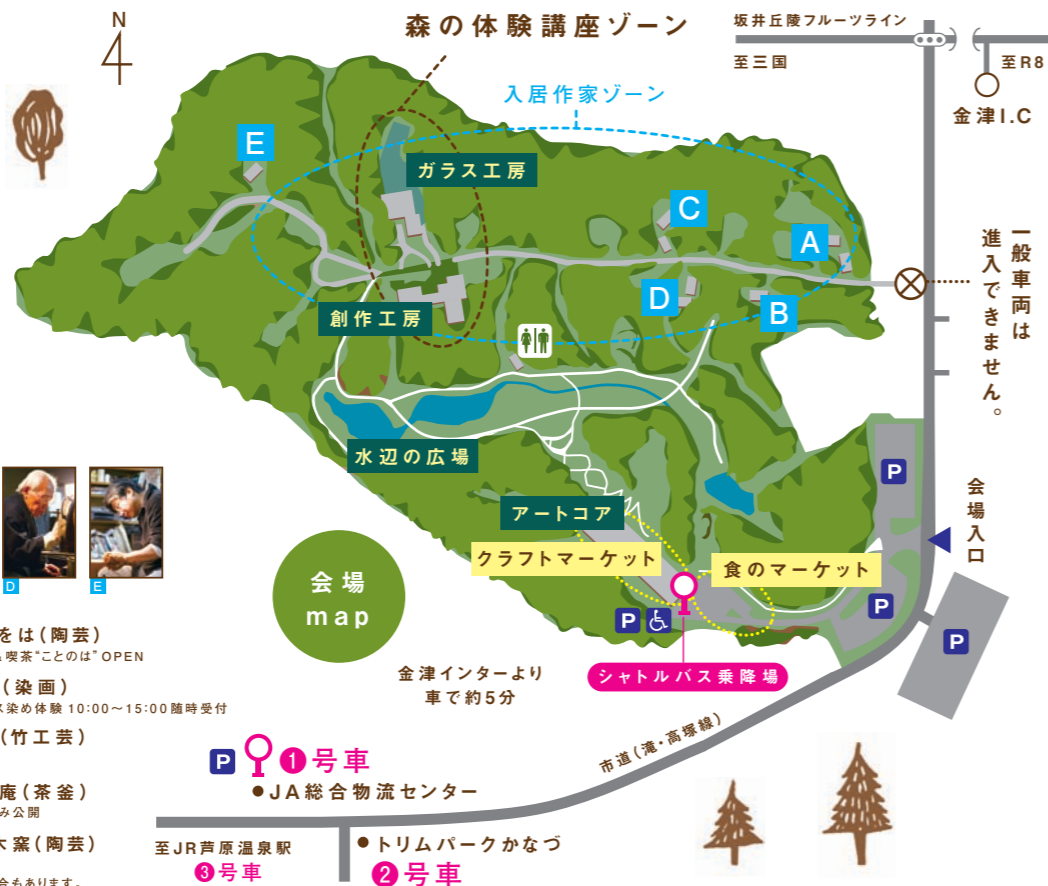 N
森の体験講座ゾーン
坂井丘陵フルーツライン
至三国
至R8
金津I.C
入居作家ゾーン
E
ガラス工房
C
A
一般車両は
進入できません。
D
B
創作工房
水辺の広場
P
会場入口
アートコア
クラフトマーケット
食のマーケット
P
P
P
シャトルバス乗降場
会場
map
金津インターより
車で約5分
市道(滝・高塚線)
D
E
をは(陶芸)
喫茶“ことのは”OPEN
(染画)
染め体験 10:00〜15:00随時受付
(竹工芸)
庵(茶釜)
み公開
窯(陶芸)
合もあります。
P
❶号車
●JA総合物流センター
至JR芦原温泉駅
❸号車
●トリムパークかなづ
❷号車